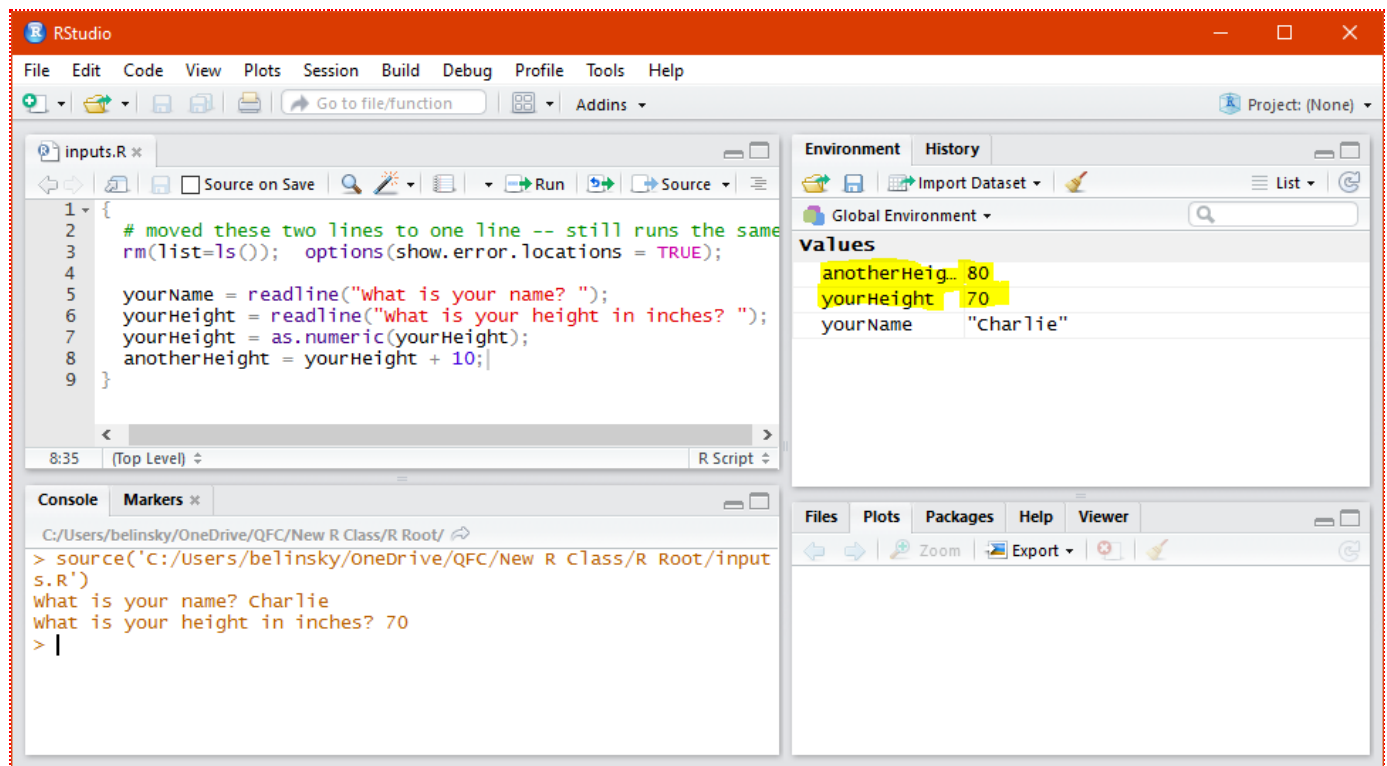 RStudio
File Edit Code View Plots Session Build Debug Profile Tools Help
Go to file/function Addins Project: (None)
inputs.R
Source on Save Run Source
1 {
2 # moved these two lines to one line -- still runs the same
3 rm(list=ls()); options(show.error.locations = TRUE);
4
5 yourName = readline("What is your name? ");
6 yourHeight = readline("What is your height in inches? ");
7 yourHeight = as.numeric(yourHeight);
8 anotherHeight = yourHeight + 10;
9 }
8:35 (Top Level) R Script
Console Markers
C:/Users/belinsky/OneDrive/QFC/New R Class/R Root/
> source('C:/Users/belinsky/OneDrive/QFC/New R Class/R Root/input
s.R')
What is your name? Charlie
What is your height in inches? 70
>
Environment History
Import Dataset List
Global Environment
Values
anotherHeig… 80
yourHeight 70
yourName "Charlie"
Files Plots Packages Help Viewer
Zoom Export